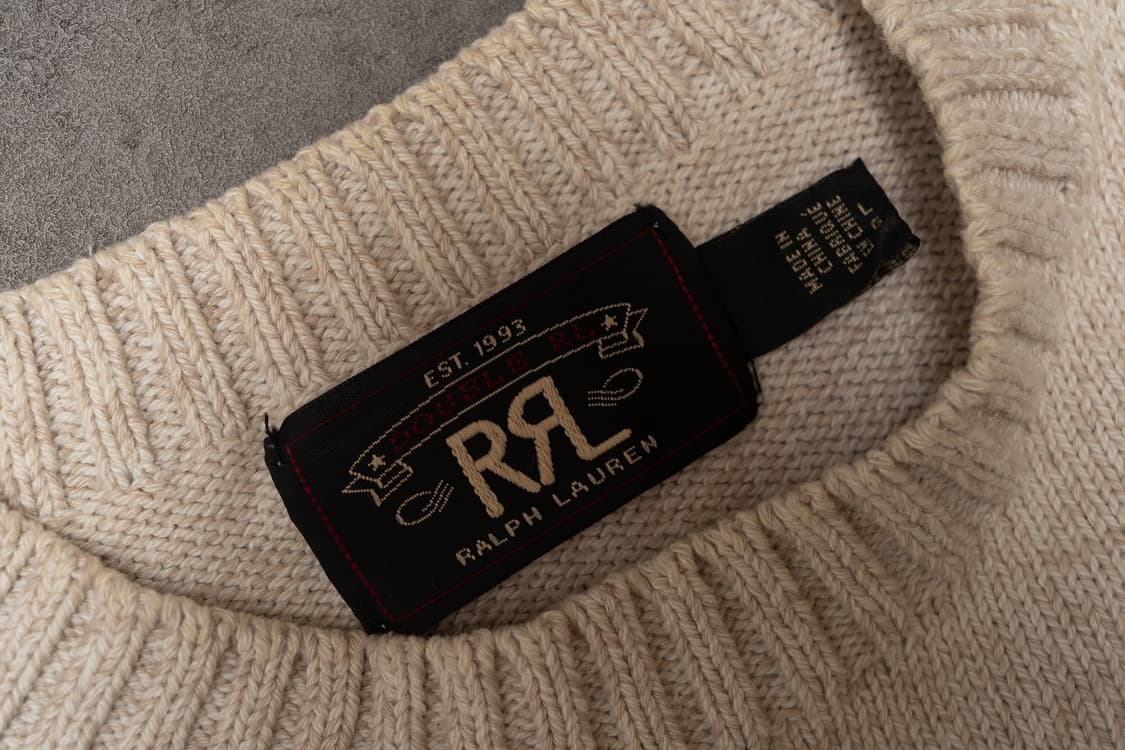 EST. 1993
DOUBLE RL
RRL
RALPH LAUREN
MADE IN
CHINA
FABRIQUÉ
EN CHINE
L